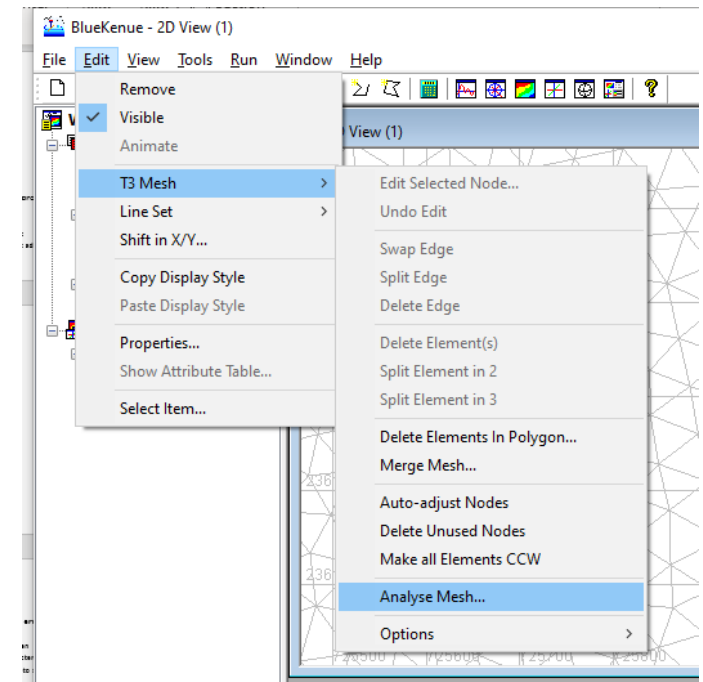 BlueKenue - 2D View (1)
File Edit View Tools Run Window Help
Remove
Visible
Animate
T3 Mesh
Line Set
Shift in X/Y...
Copy Display Style
Paste Display Style
Properties...
Show Attribute Table...
Select Item...
View (1)
Edit Selected Node...
Undo Edit
Swap Edge
Split Edge
Delete Edge
Delete Element(s)
Split Element in 2
Split Element in 3
Delete Elements In Polygon...
Merge Mesh...
Auto-adjust Nodes
Delete Unused Nodes
Make all Elements CCW
Analyse Mesh...
Options